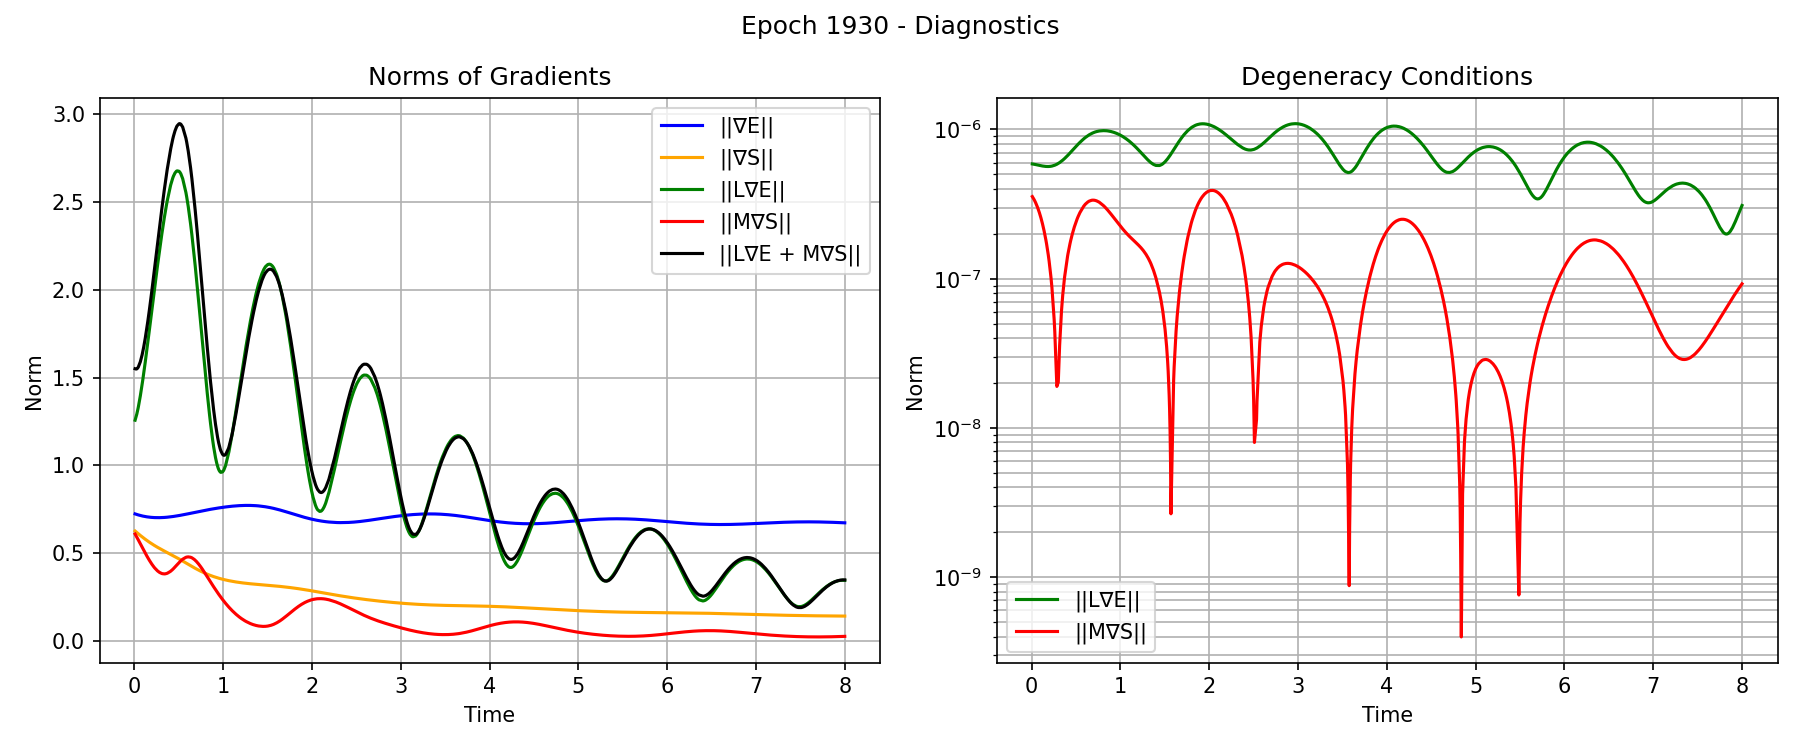 Epoch 1930 - Diagnostics
Norms of Gradients
Norm
3.0
2.5
2.0
1.5
1.0
0.5
0.0
||∇E||
||∇S||
||L∇E||
||M∇S||
||L∇E + M∇S||
0 1 2 3 4 5 6 7 8
Time
Degeneracy Conditions
Norm
10⁻⁶
10⁻⁷
10⁻⁸
10⁻⁹
||L∇E||
||M∇S||
0 1 2 3 4 5 6 7 8
Time